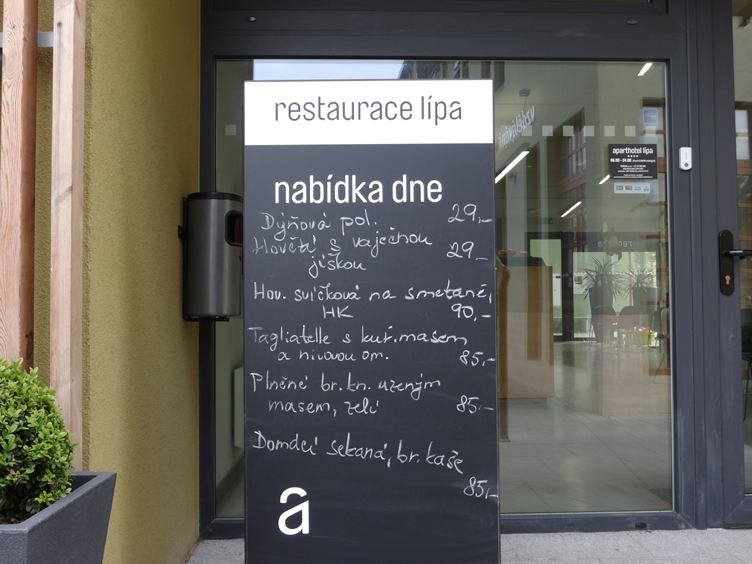 restaurace lípa
nabídka dne
Dýňová pol. 29,-
Hovězí s vaječnou 29,-
jíškou
Hov. svíčková na smetaně,
HK 90,-
Tagliatelle s kuř. masem
a nivovou om. 85,-
Plněné br. kn. uzeným
masem, zelí 85,-
Domácí sekaná, br. kaše
85,-
a
aparthotel lípa